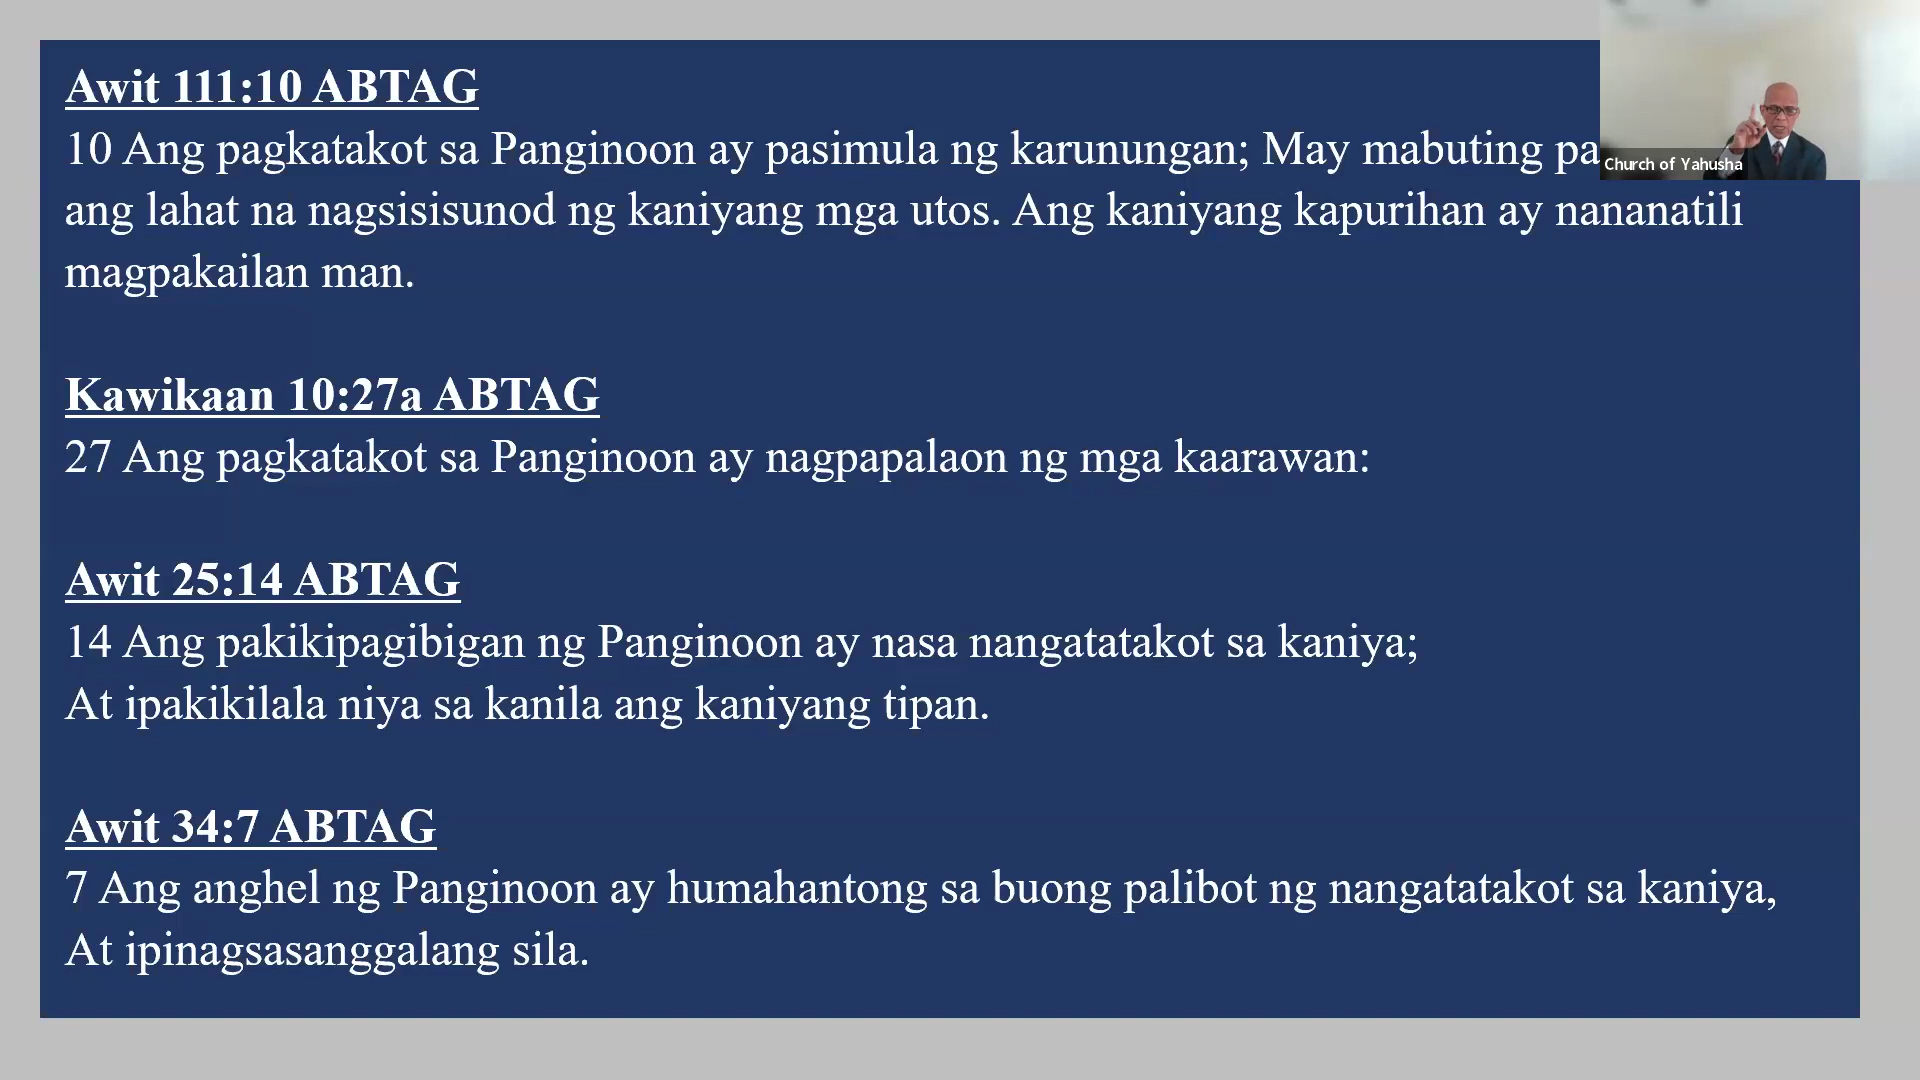 Awit 111:10 ABTAG
10 Ang pagkatakot sa Panginoon ay pasimula ng karunungan; May mabuting
ang lahat na nagsisisunod ng kaniyang mga utos. Ang kaniyang kapurihan ay nananatili
magpakailan man.
Kawikaan 10:27a ABTAG
27 Ang pagkatakot sa Panginoon ay nagpapalaon ng mga kaarawan:
Awit 25:14 ABTAG
14 Ang pakikipagibigan ng Panginoon ay nasa nangatatakot sa kaniya;
At ipakikilala niya sa kanila ang kaniyang tipan.
Awit 34:7 ABTAG
7 Ang anghel ng Panginoon ay humahantong sa buong palibot ng nangatatakot sa kaniya,
At ipinagsasanggalang sila.
Church of Yahusha